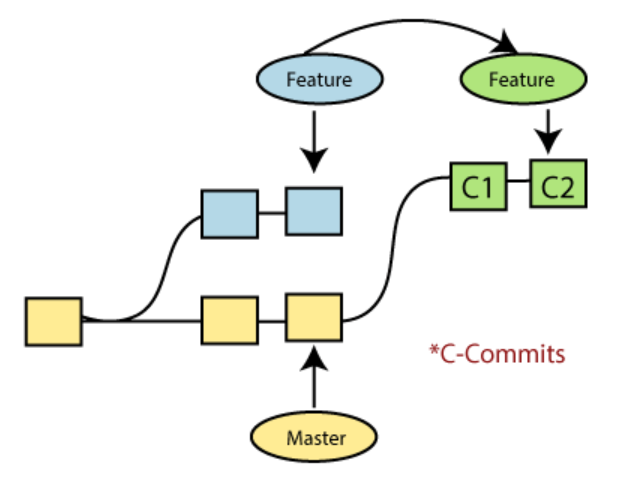 Feature
Feature
C1
C2
*C-Commits
Master